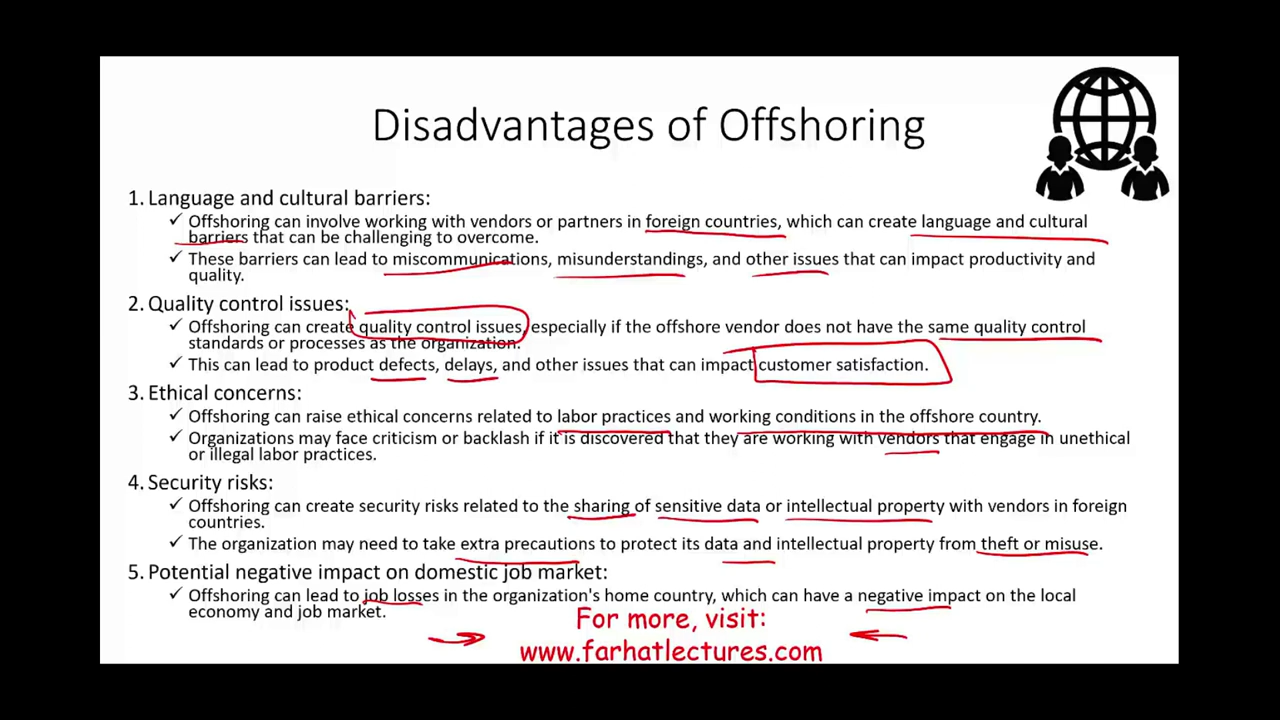 Disadvantages of Offshoring
1. Language and cultural barriers:
✓ Offshoring can involve working with vendors or partners in foreign countries, which can create language and cultural
barriers that can be challenging to overcome.
✓ These barriers can lead to miscommunications, misunderstandings, and other issues that can impact productivity and
quality.
2. Quality control issues:
✓ Offshoring can create quality control issues, especially if the offshore vendor does not have the same quality control
standards or processes as the organization.
✓ This can lead to product defects, delays, and other issues that can impact customer satisfaction.
3. Ethical concerns:
✓ Offshoring can raise ethical concerns related to labor practices and working conditions in the offshore country.
✓ Organizations may face criticism or backlash if it is discovered that they are working with vendors that engage in unethical
or illegal labor practices.
4. Security risks:
✓ Offshoring can create security risks related to the sharing of sensitive data or intellectual property with vendors in foreign
countries.
✓ The organization may need to take extra precautions to protect its data and intellectual property from theft or misuse.
5. Potential negative impact on domestic job market:
✓ Offshoring can lead to job losses in the organization's home country, which can have a negative impact on the local
economy and job market.
For more, visit:
www.farhatlectures.com